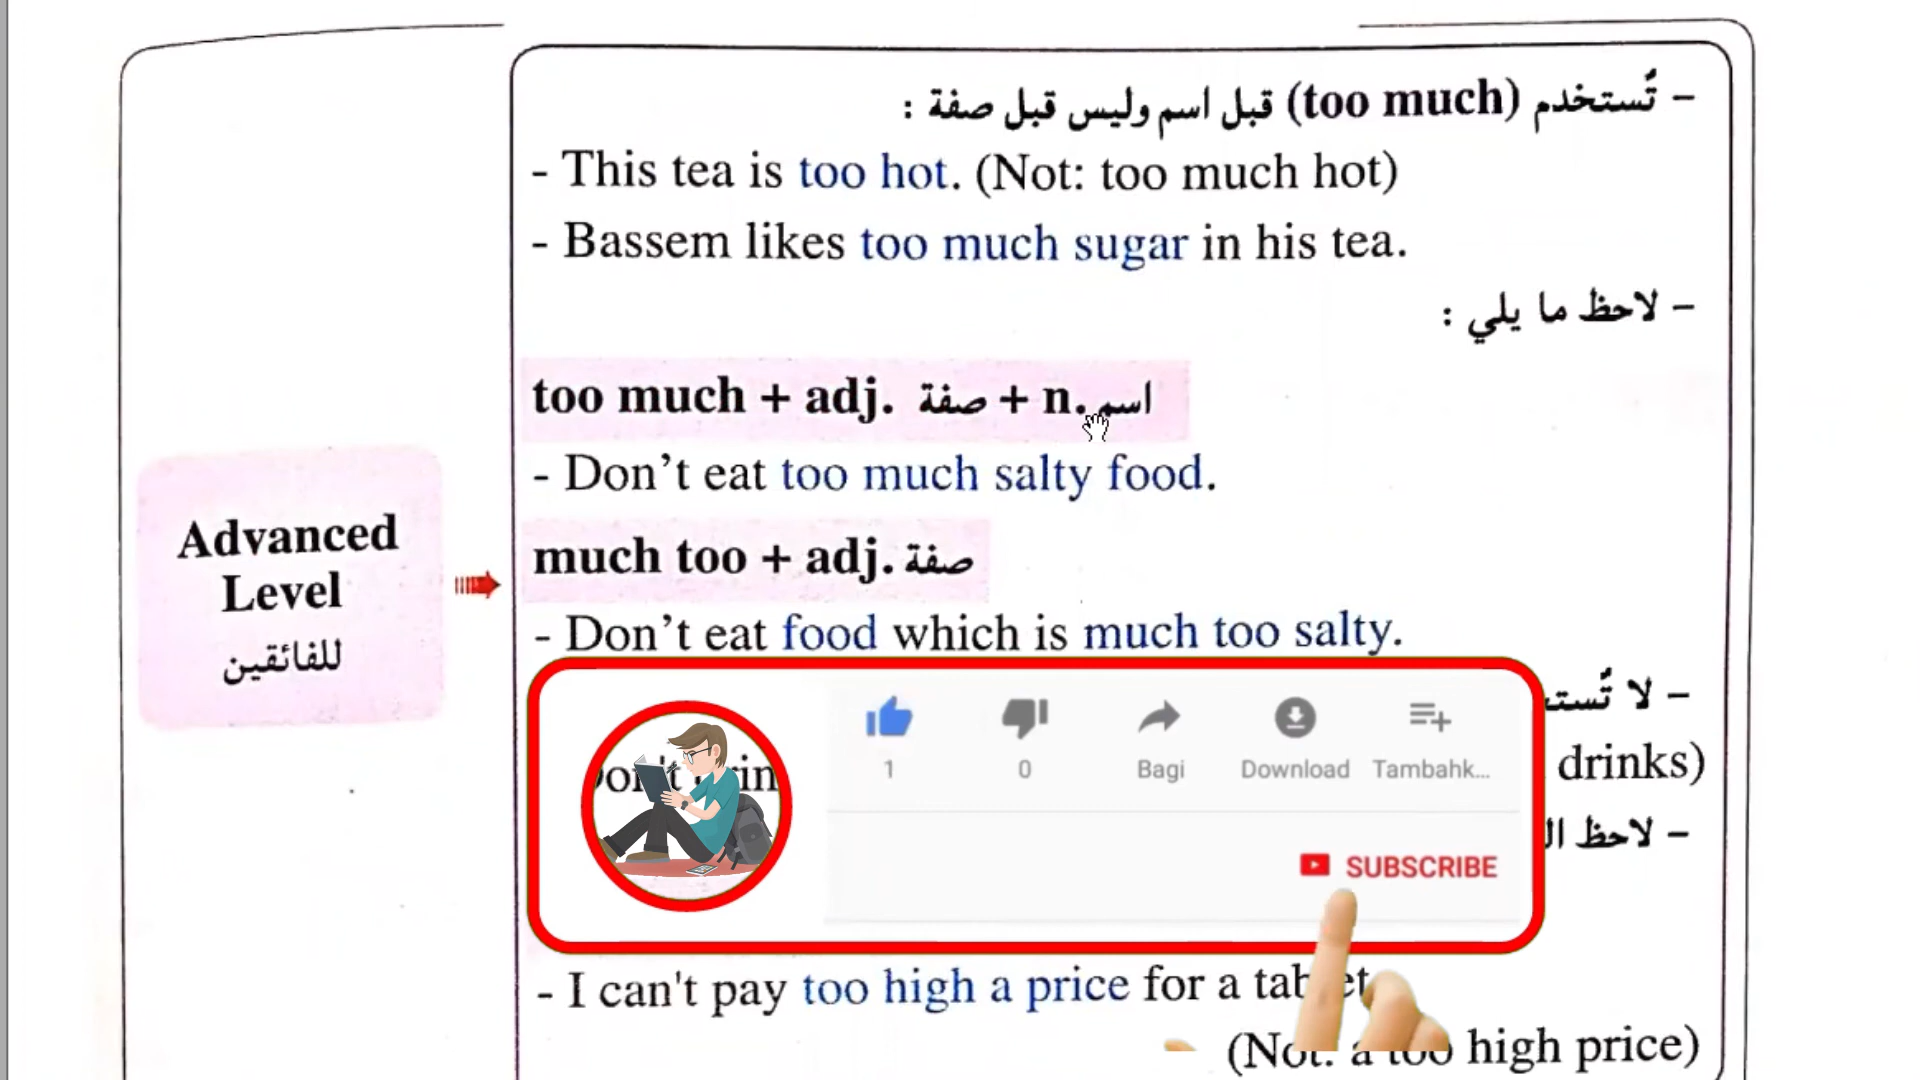 – تُستخدم (too much) قبل اسم وليس قبل صفة :
- This tea is too hot. (Not: too much hot)
- Bassem likes too much sugar in his tea.
– لاحظ ما يلي :
too much + adj. صفة + n. اسم
- Don’t eat too much salty food.
much too + adj. صفة
- Don’t eat food which is much too salty.
Advanced
Level
للفائقين
– لا
drinks)
– لاحظ
1
0
Bagi
Download
Tambahk...
SUBSCRIBE
- I can't pay too high a price for a
(Not: a too high price)